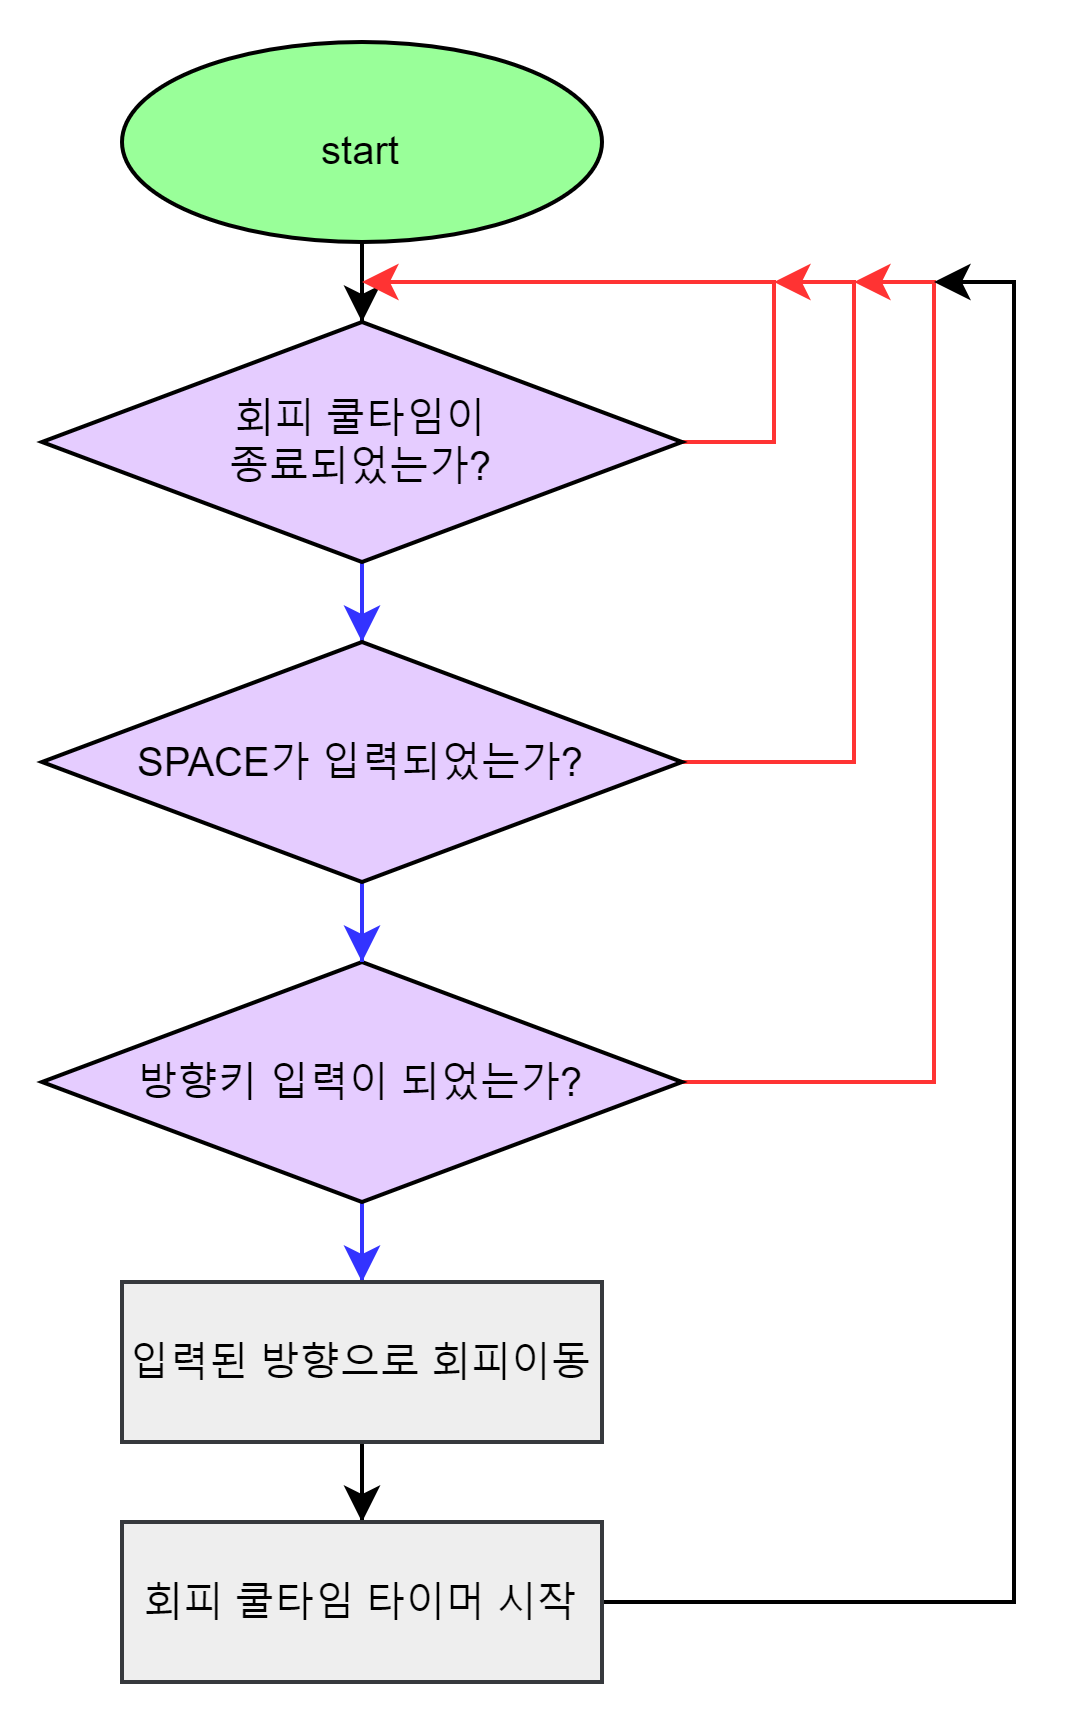 start
회피 쿨타임이
종료되었는가?
SPACE가 입력되었는가?
방향키 입력이 되었는가?
입력된 방향으로 회피이동
회피 쿨타임 타이머 시작